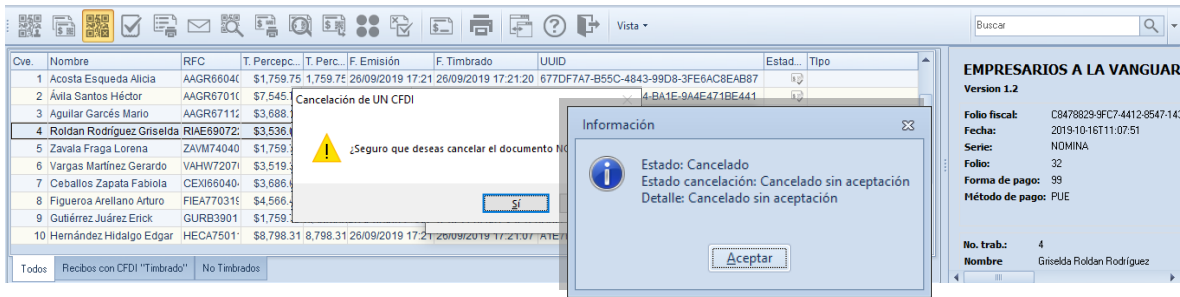 Vista
Buscar
Cve. Nombre RFC T. Percepc... T. Perc... F. Emisión F. Timbrado UUID Estad... Tipo
1 Acosta Esqueda Alicia AAGR6604( $1,759.75 1,759.75 26/09/2019 17:21 26/09/2019 17:21:20 677DF7A7-B55C-4843-99D8-3FE6AC8EAB87
2 Ávila Santos Héctor AAGR6701( $7,545. 4-BA1E-9A4E471BE441
3 Aguilar Garcés Mario AAGR67112 $3,688.
4 Roldan Rodríguez Griselda RIAE69072 $3,536.
5 Zavala Fraga Lorena ZAVM74040 $1,759.
6 Vargas Martínez Gerardo VAHW7207 $3,519.
7 Ceballos Zapata Fabiola CEXI66040 $3,686.
8 Figueroa Arellano Arturo FIEA770319 $4,566.
9 Gutiérrez Juárez Erick GURB3901 $1,759.
10 Hernández Hidalgo Edgar HECA7501 $8,798.31 8,798.31 26/09/2019 17:21 26/09/2019 17:21:07
Todos Recibos con CFDI "Timbrado" No Timbrados
Cancelación de UN CFDI
¿Seguro que deseas cancelar el documento
Sí
Información
Estado: Cancelado
Estado cancelación: Cancelado sin aceptación
Detalle: Cancelado sin aceptación
Aceptar
EMPRESARIOS A LA VANGUAR
Version 1.2
Folio fiscal: C8478829-9FC7-4412-8547-143
Fecha: 2019-10-16T11:07:51
Serie: NOMINA
Folio: 32
Forma de pago: 99
Método de pago: PUE
No. trab.: 4
Nombre Griselda Roldan Rodríguez